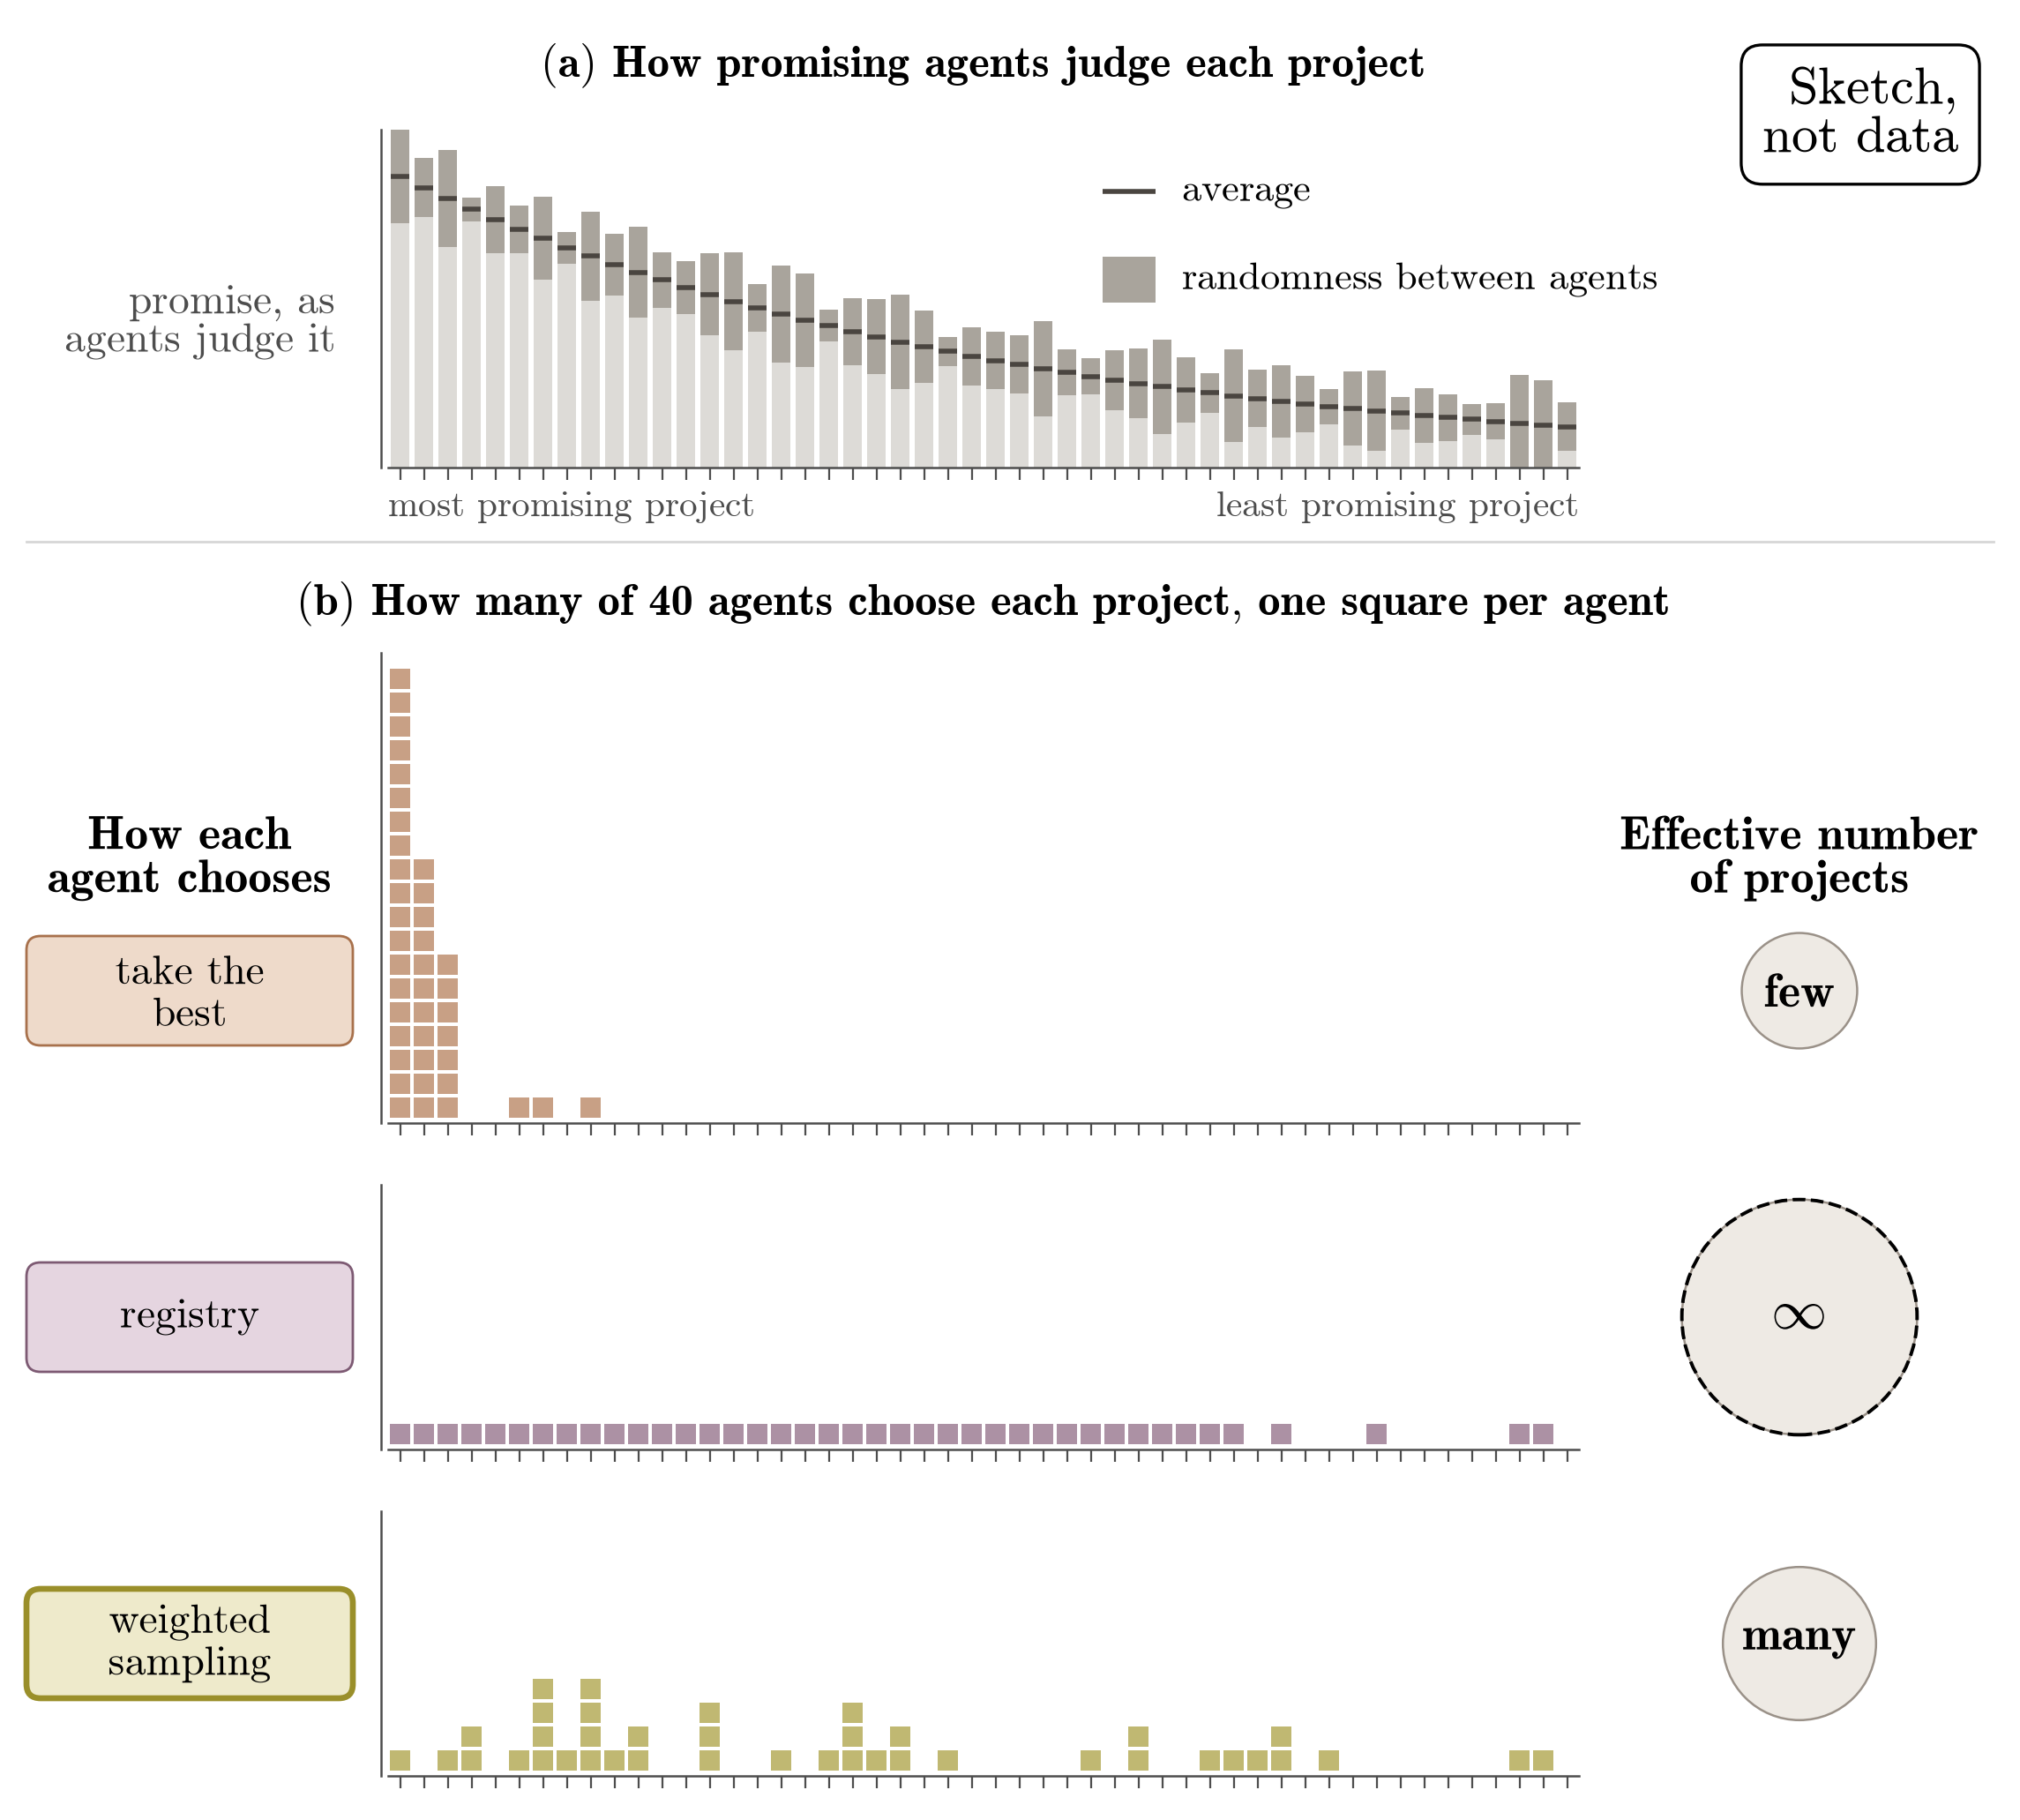 (a) How promising agents judge each project
Sketch,
not data
average
randomness between agents
promise, as
agents judge it
most promising project
least promising project
(b) How many of 40 agents choose each project, one square per agent
How each
agent chooses
Effective number
of projects
take the
best
few
registry
∞
weighted
sampling
many